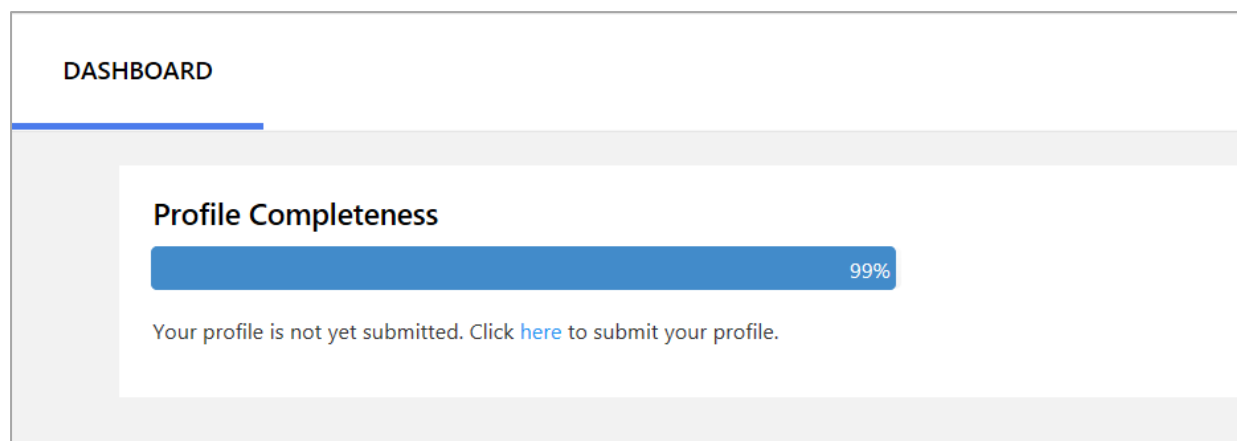 DASHBOARD
Profile Completeness
99%
Your profile is not yet submitted. Click here to submit your profile.